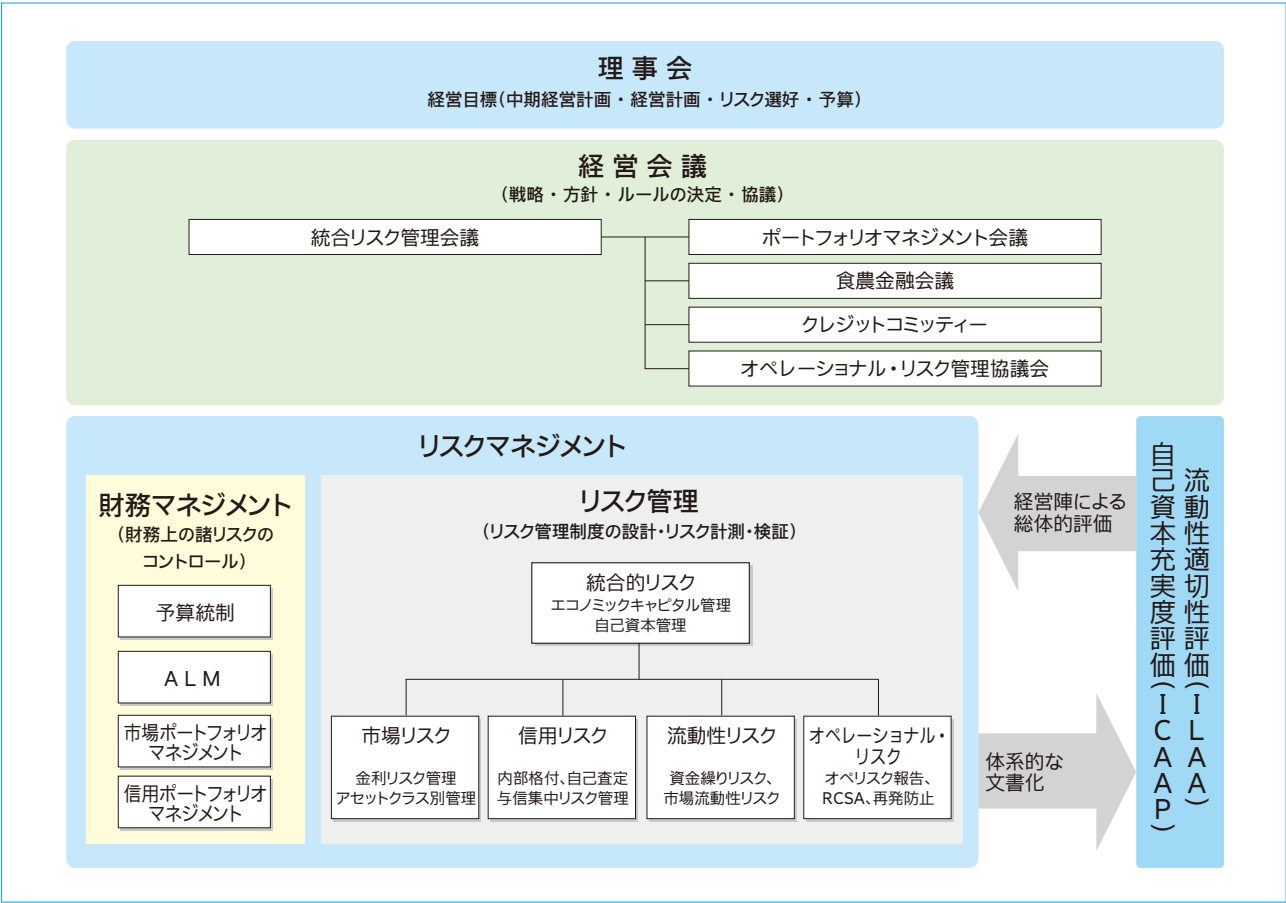 理事会
経営目標(中期経営計画・経営計画・リスク選好・予算)
経営会議
(戦略・方針・ルールの決定・協議)
統合リスク管理会議
ポートフォリオマネジメント会議
食農金融会議
クレジットコミッティー
オペレーショナル・リスク管理協議会
リスクマネジメント
財務マネジメント
(財務上の諸リスクの
コントロール)
予算統制
ALM
市場ポートフォリオ
マネジメント
信用ポートフォリオ
マネジメント
リスク管理
(リスク管理制度の設計・リスク計測・検証)
統合的リスク
エコノミックキャピタル管理
自己資本管理
市場リスク
金利リスク管理
アセットクラス別管理
信用リスク
内部格付、自己査定
与信集中リスク管理
流動性リスク
資金繰りリスク、
市場流動性リスク
オペレーショナル・
リスク
オペリスク報告、
RCSA、再発防止
経営陣による
総体的評価
体系的な
文書化
流動性適切性評価(ILAA)
自己資本充実度評価(ICAAP)